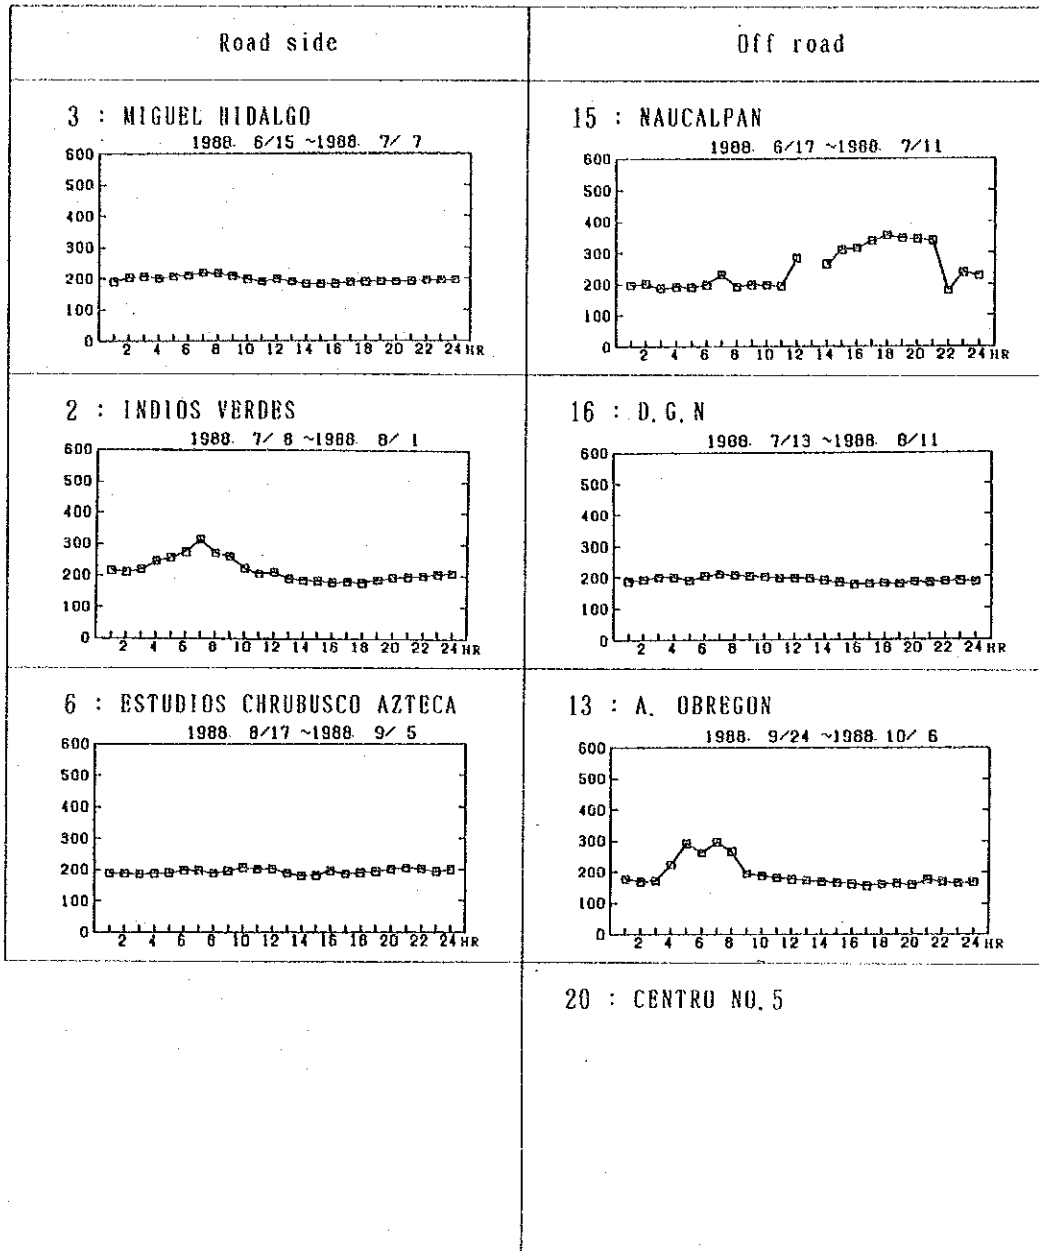 Road side
Off road
3 : MIGUEL HIDALGO
1988. 6/15 ~1988. 7/ 7
600
500
400
300
200
100
0
2 4 6 8 10 12 14 16 18 20 22 24 HR
15 : NAUCALPAN
1988. 6/17 ~1988. 7/11
600
500
400
300
200
100
0
2 4 6 8 10 12 14 16 18 20 22 24 HR
2 : INDIOS VERDES
1988. 7/ 8 ~1988. 8/ 1
600
500
400
300
200
100
0
2 4 6 8 10 12 14 16 18 20 22 24 HR
16 : D.G.N
1988. 7/13 ~1988. 8/11
600
500
400
300
200
100
0
2 4 6 8 10 12 14 16 18 20 22 24 HR
6 : ESTUDIOS CHRUBUSCO AZTECA
1988. 8/17 ~1988. 9/ 5
600
500
400
300
200
100
0
2 4 6 8 10 12 14 16 18 20 22 24 HR
13 : A. OBREGON
1988. 9/24 ~1988. 10/ 6
600
500
400
300
200
100
0
2 4 6 8 10 12 14 16 18 20 22 24 HR
20 : CENTRO NO.5